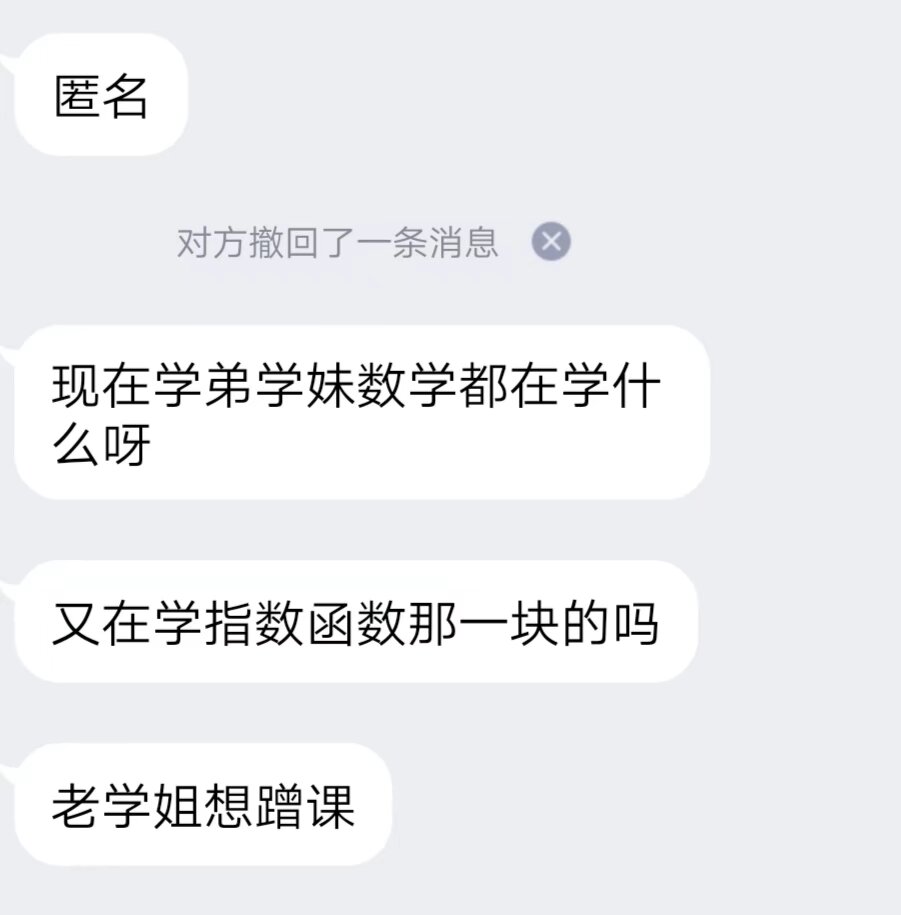 匿名
对方撤回了一条消息
现在学弟学妹数学都在学什
么呀
又在学指数函数那一块的吗
老学姐想蹭课